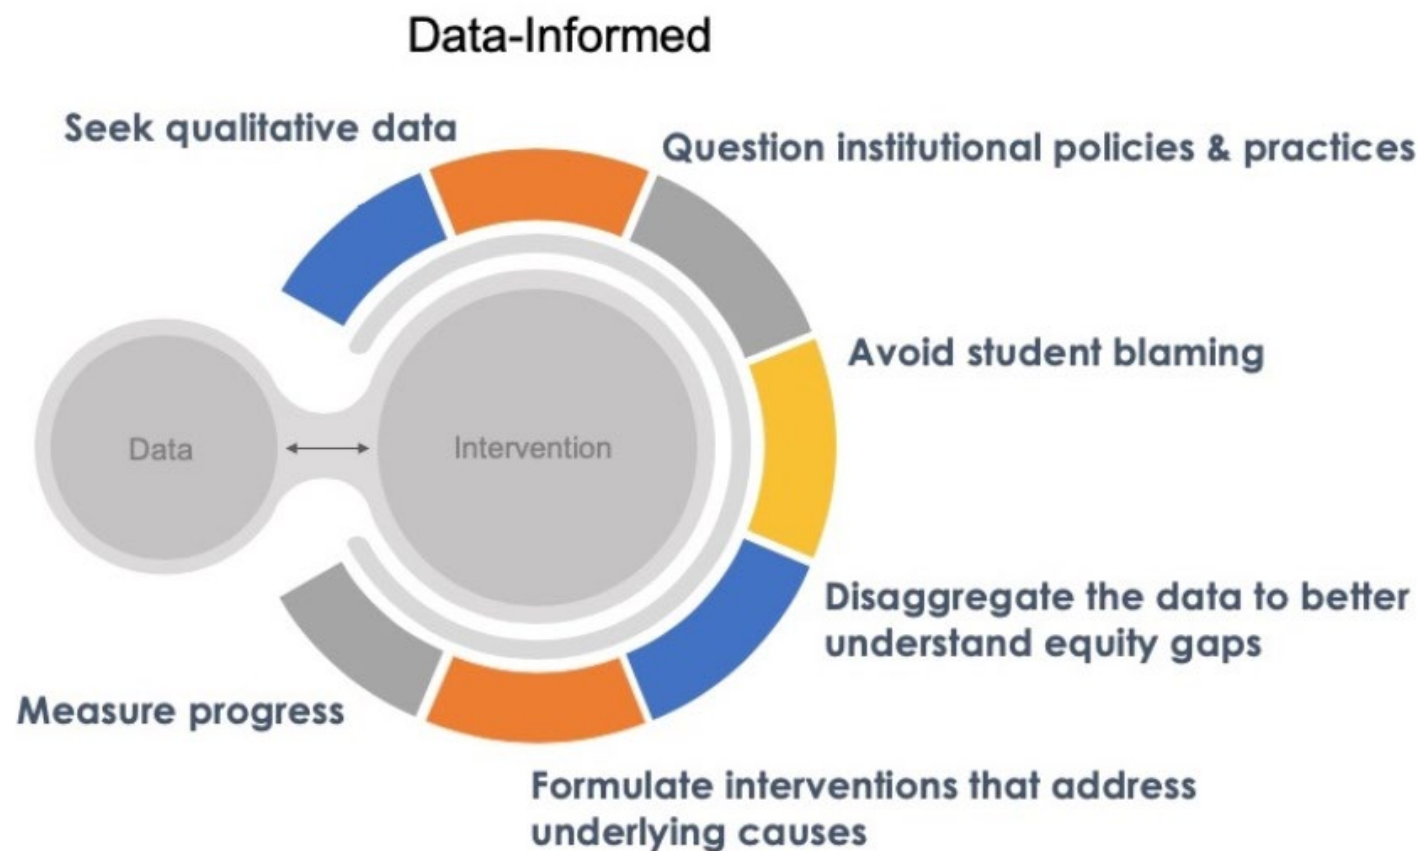 Data-Informed
Seek qualitative data
Question institutional policies & practices
Avoid student blaming
Data
Intervention
Disaggregate the data to better
understand equity gaps
Measure progress
Formulate interventions that address
underlying causes